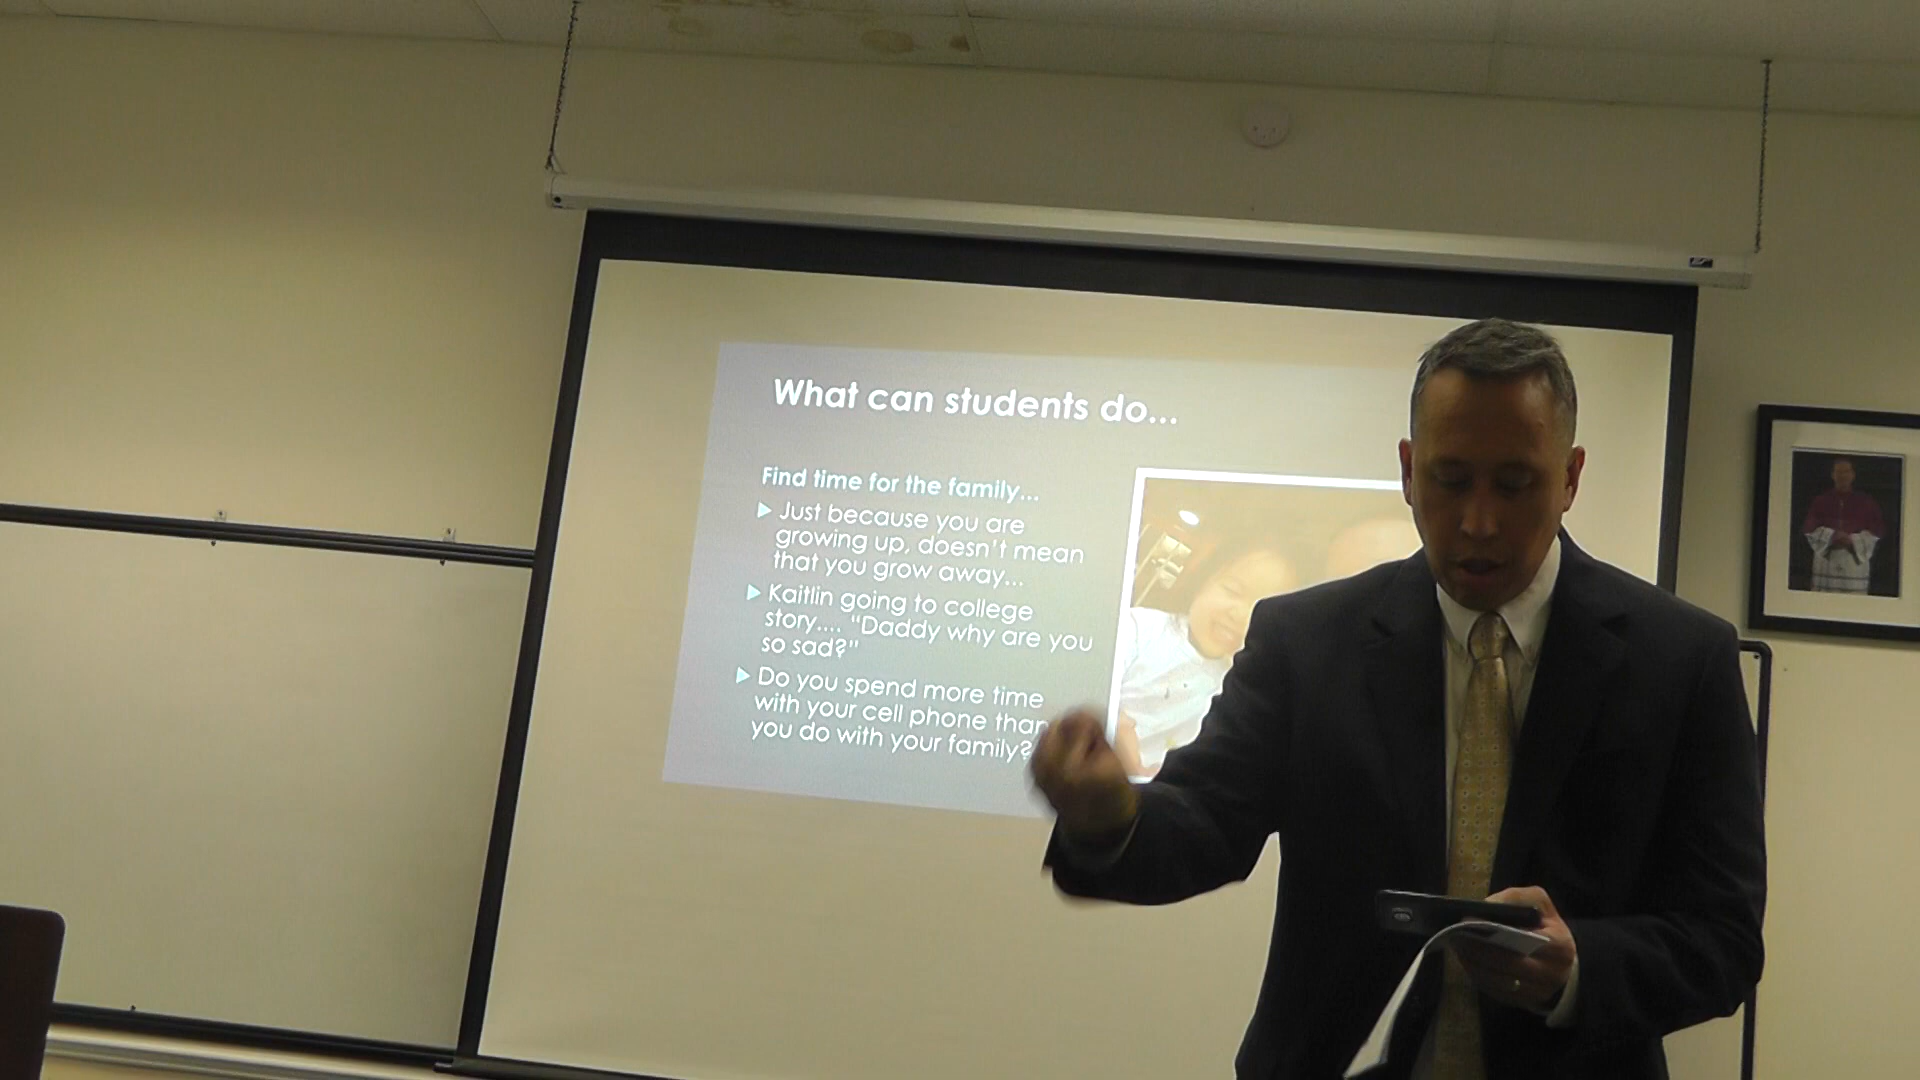 What can students do...
Find time for the family...
Just because you are
growing up, doesn't mean
that you grow away...
Kaitlin going to college
story.... "Daddy why are you
so sad?"
Do you spend more time
with your cell phone than
you do with your family?